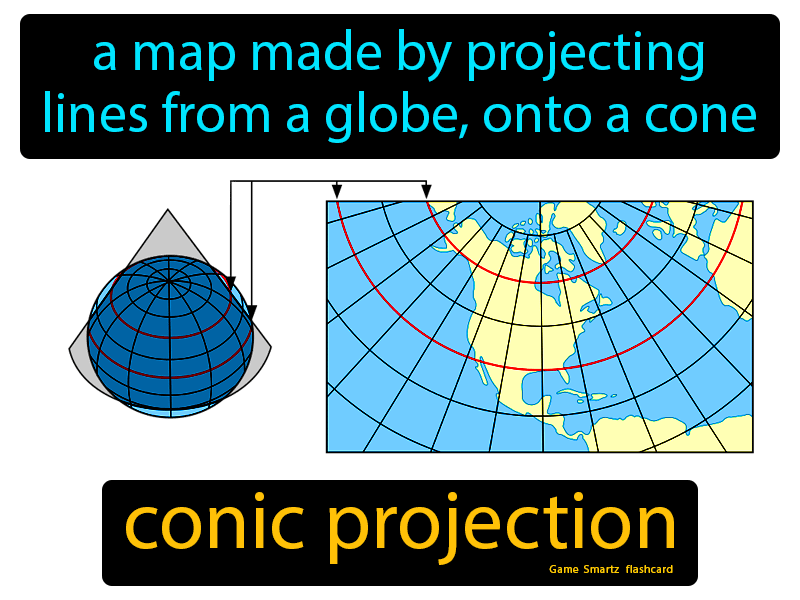 a map made by projecting
lines from a globe, onto a cone
conic projection
Game Smartz flashcard